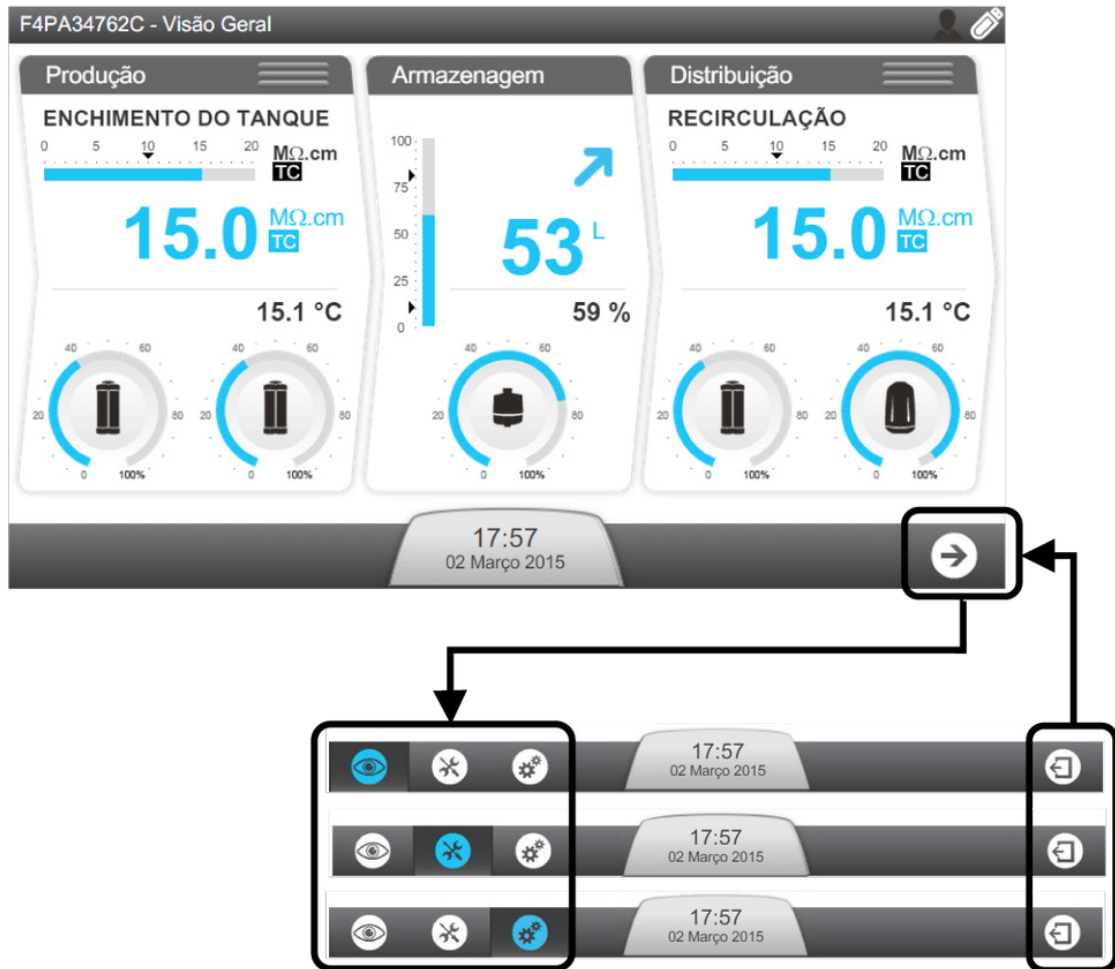 F4PA34762C - Visão Geral
Produção
ENCHIMENTO DO TANQUE
0 5 10 15 20
MΩ.cm
TC
15.0 MΩ.cm
TC
15.1 °C
0 20 40 60 80 100%
0 20 40 60 80 100%
Armazenagem
100
75
50
25
0
53 L
59 %
0 20 40 60 80 100%
Distribuição
RECIRCULAÇÃO
0 5 10 15 20
MΩ.cm
TC
15.0 MΩ.cm
TC
15.1 °C
0 20 40 60 80 100%
0 20 40 60 80 100%
17:57
02 Março 2015
17:57
02 Março 2015
17:57
02 Março 2015
17:57
02 Março 2015